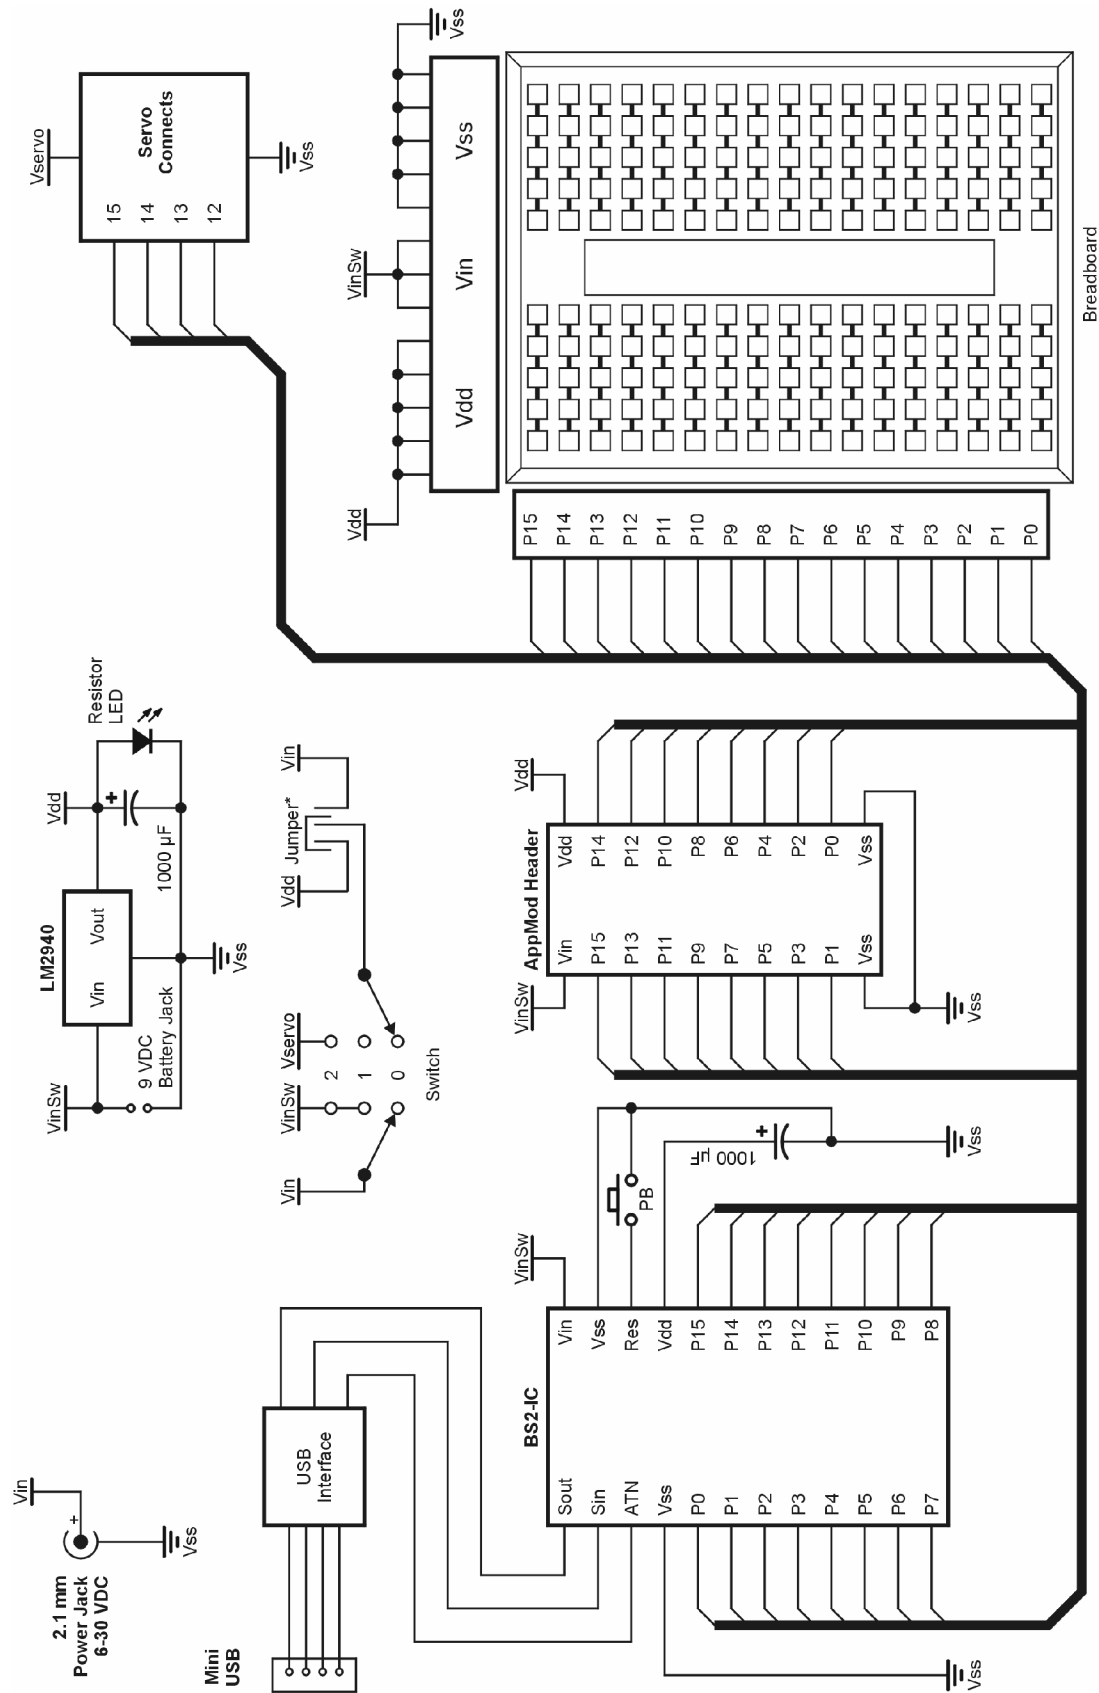 2.1 mm
Power Jack
6-30 VDC
+
Vin
Vss
Mini
USB
USB
Interface
VinSw
9 VDC
Battery Jack
LM2940
Vin
Vout
Vss
Vdd
+
1000 µF
Resistor
LED
Vin
VinSw
Vservo
2
1
0
Switch
Vdd
Jumper*
Vin
Vservo
Servo
Connects
15
14
13
12
Vss
Vdd
VinSw
Vss
Vdd
Vin
Vss
Breadboard
P15
P14
P13
P12
P11
P10
P9
P8
P7
P6
P5
P4
P3
P2
P1
P0
BS2-IC
Sout
Sin
ATN
Vss
P0
P1
P2
P3
P4
P5
P6
P7
Vin
Vss
Res
Vdd
P15
P14
P13
P12
P11
P10
P9
P8
VinSw
PB
1000 µF
+
Vss
Vss
AppMod Header
VinSw
Vdd
Vin
Vdd
P15
P14
P13
P12
P11
P10
P9
P8
P7
P6
P5
P4
P3
P2
P1
P0
Vss
Vss
Vss